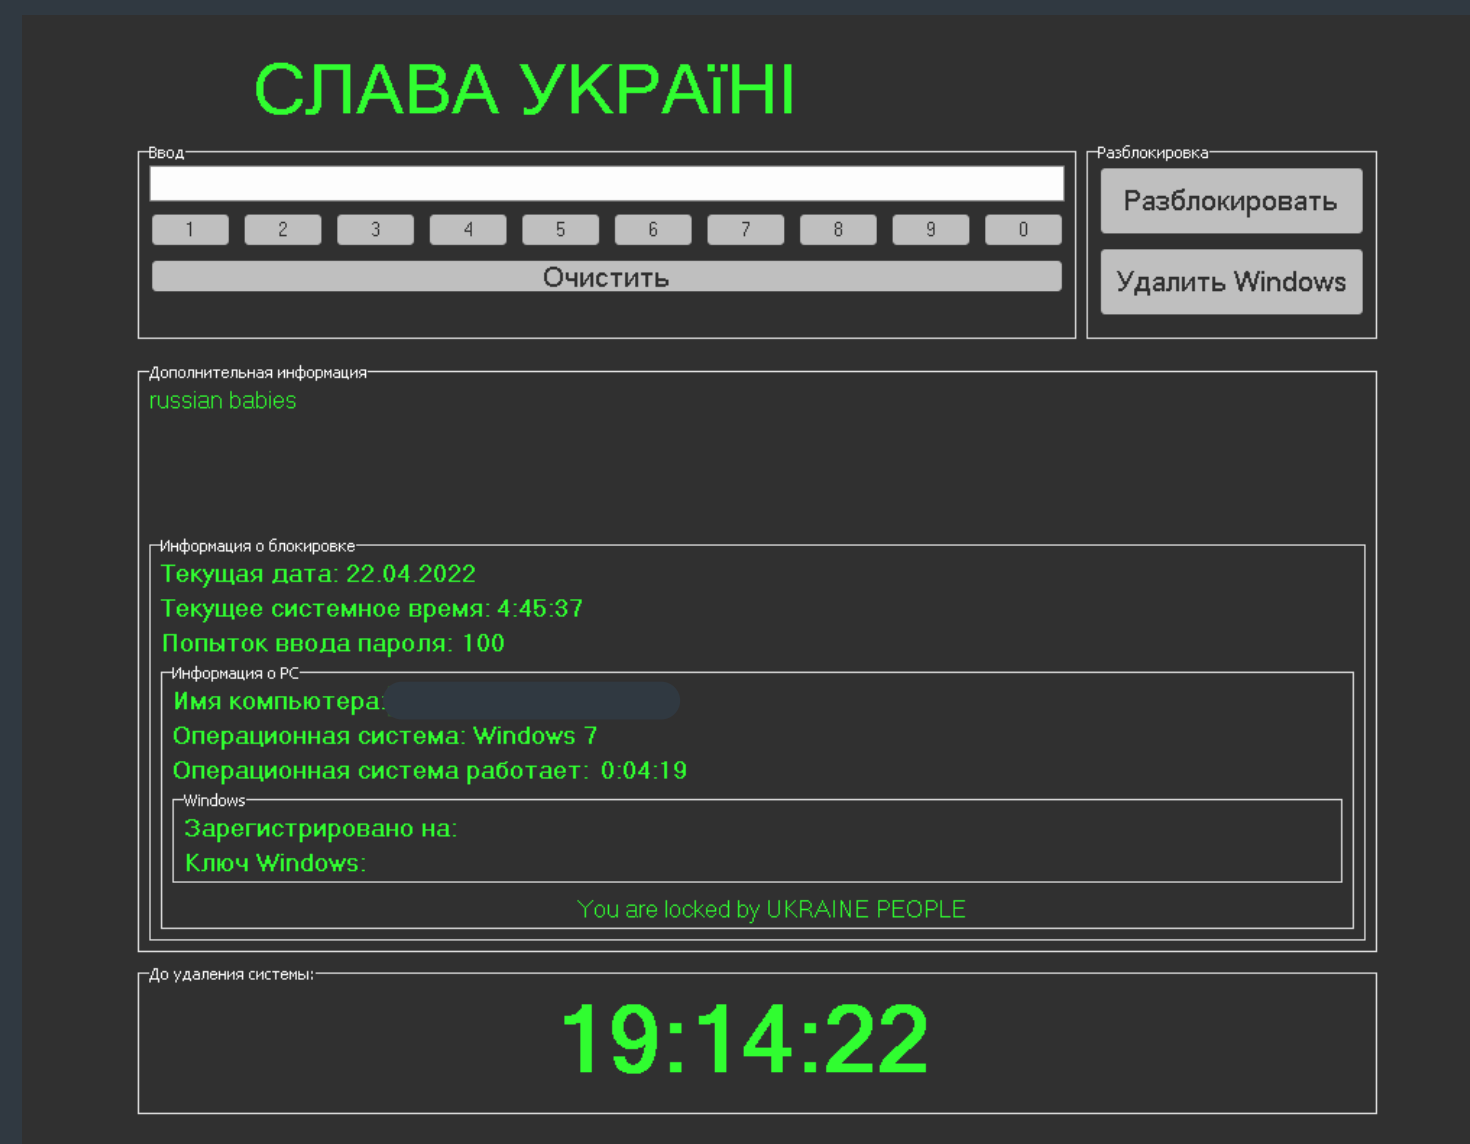 СЛАВА УКРАїНІ
Ввод
1 2 3 4 5 6 7 8 9 0
Очистить
Разблокировка
Разблокировать
Удалить Windows
Дополнительная информация
russian babies
Информация о блокировке
Текущая дата: 22.04.2022
Текущее системное время: 4:45:37
Попыток ввода пароля: 100
Информация о PC
Имя компьютера:
Операционная система: Windows 7
Операционная система работает: 0:04:19
Windows
Зарегистрировано на:
Ключ Windows:
You are locked by UKRAINE PEOPLE
До удаления системы:
19:14:22